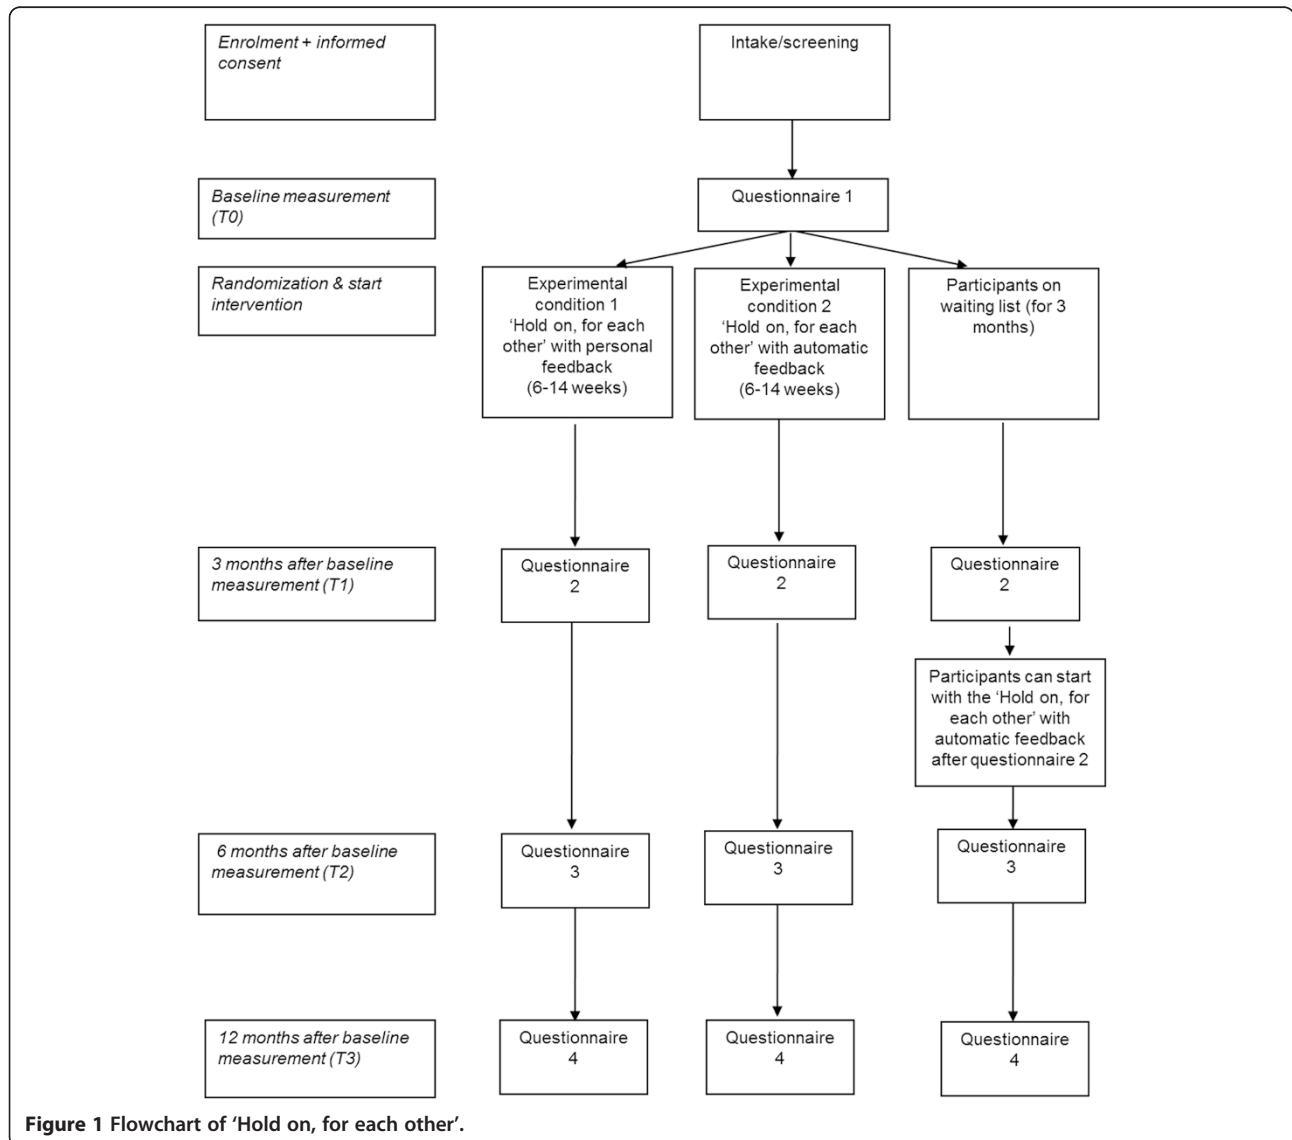 Enrolment + informed
consent
Intake/screening
Baseline measurement
(T0)
Questionnaire 1
Randomization & start
intervention
Experimental
condition 1
‘Hold on, for each
other’ with personal
feedback
(6-14 weeks)
Experimental
condition 2
‘Hold on, for each
other’ with automatic
feedback
(6-14 weeks)
Participants on
waiting list (for 3
months)
3 months after baseline
measurement (T1)
Questionnaire
2
Questionnaire
2
Questionnaire
2
Participants can start
with the ‘Hold on, for
each other’ with
automatic feedback
after questionnaire 2
6 months after baseline
measurement (T2)
Questionnaire
3
Questionnaire
3
Questionnaire
3
12 months after baseline
measurement (T3)
Questionnaire
4
Questionnaire
4
Questionnaire
4
Figure 1 Flowchart of ‘Hold on, for each other’.